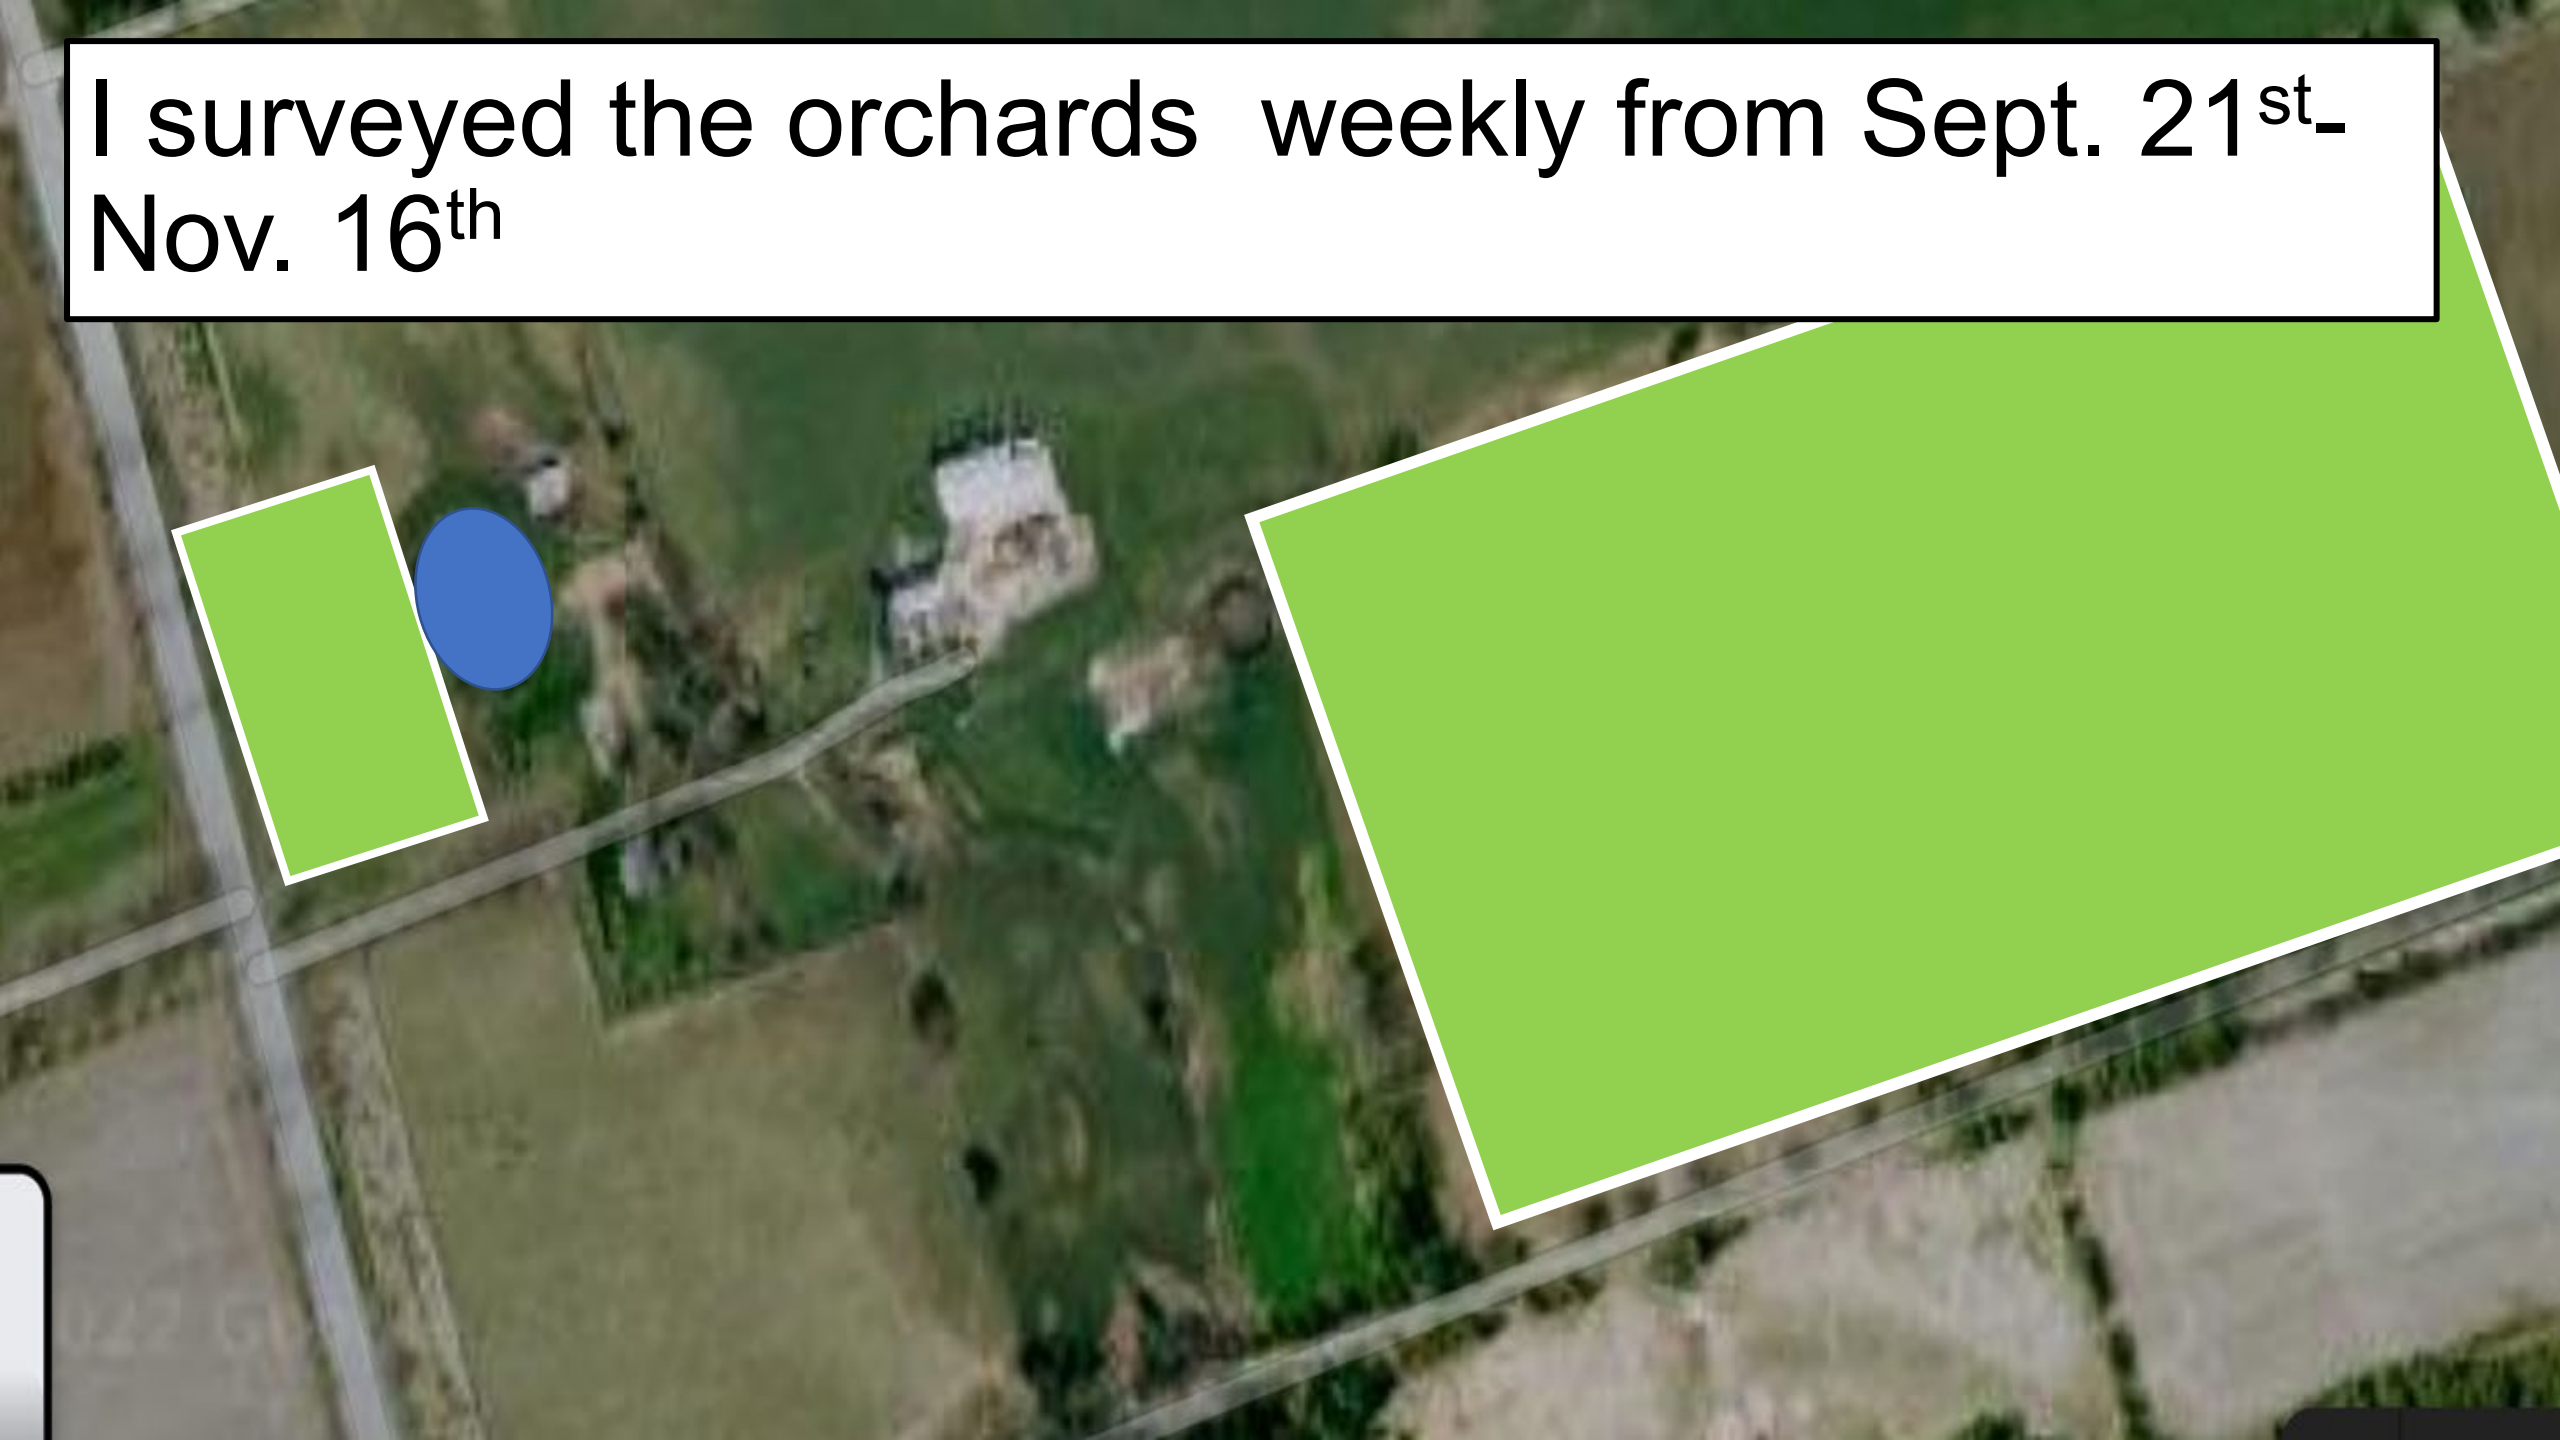 I surveyed the orchards  weekly from Sept. 21st-
Nov. 16th